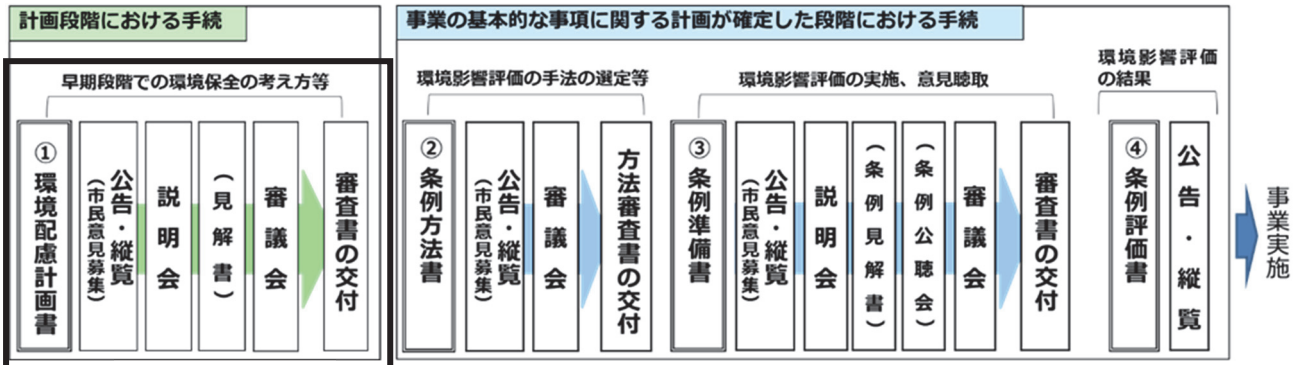 計画段階における手続
早期段階での環境保全の考え方等
①環境配慮計画書
公告・縦覧
（市民意見募集）
説明会
（見解書）
審議会
審査書の交付
事業の基本的な事項に関する計画が確定した段階における手続
環境影響評価の手法の選定等
②条例方法書
公告・縦覧
（市民意見募集）
審議会
方法審査書の交付
環境影響評価の実施、意見聴取
③条例準備書
公告・縦覧
（市民意見募集）
説明会
（条例見解書）
（条例公聴会）
審議会
審査書の交付
環境影響評価
の結果
④条例評価書
公告・縦覧
事業実施